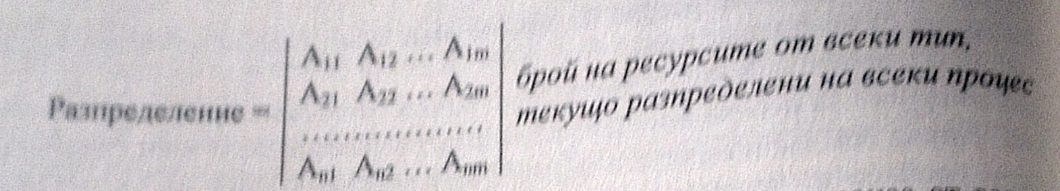 A₁₁ A₁₂ ... A₁ₘ
A₂₁ A₂₂ ... A₂ₘ
Разпределение =
..................
Aₙ₁ Aₙ₂ ... Aₙₘ
брой на ресурсите от всеки тип,
текущо разпределени на всеки процес